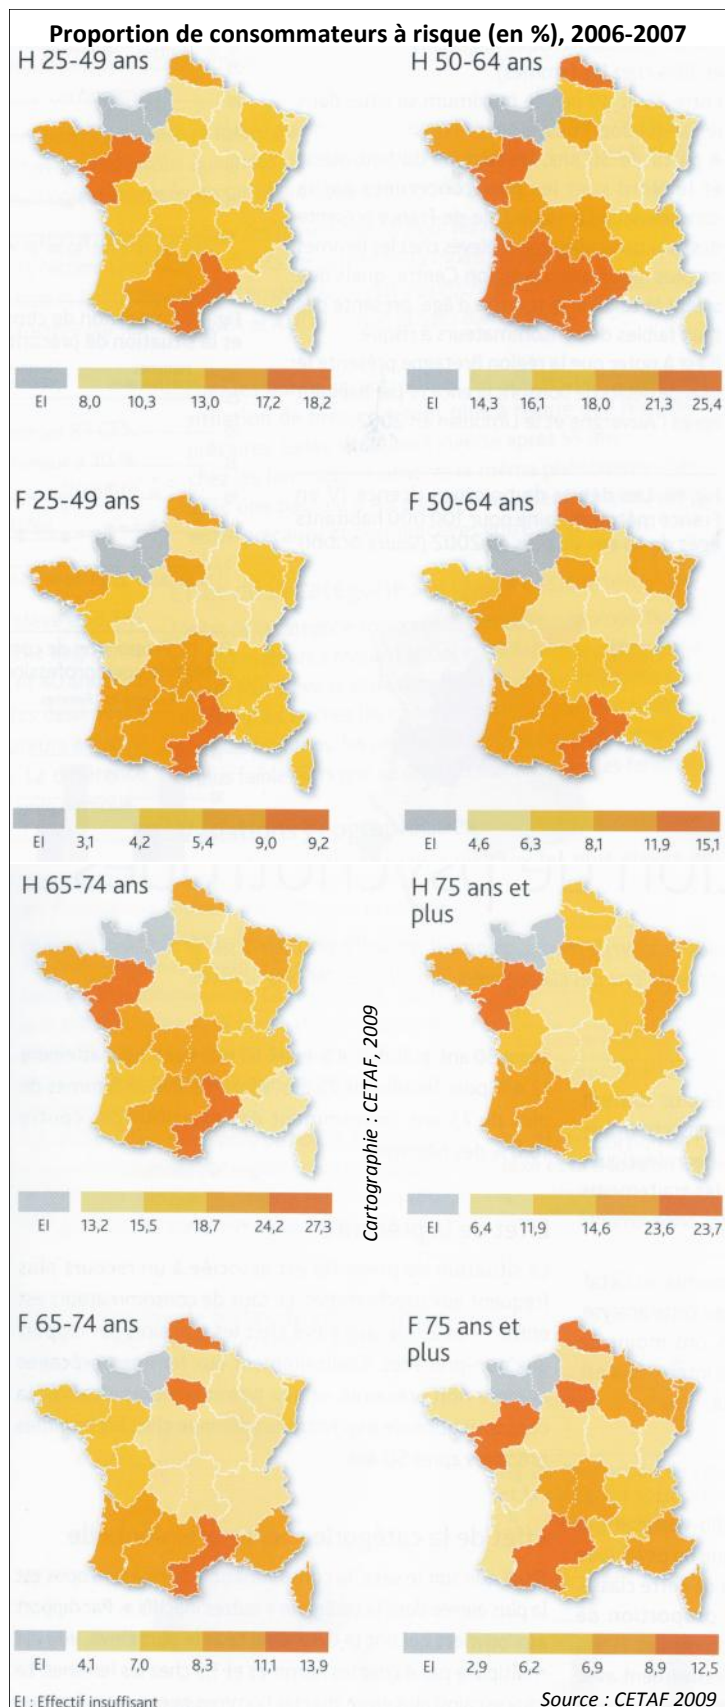 Proportion de consommateurs à risque (en %), 2006-2007
H 25-49 ans
H 50-64 ans
EI 8,0 10,3 13,0 17,2 18,2
EI 14,3 16,1 18,0 21,3 25,4
F 25-49 ans
F 50-64 ans
EI 3,1 4,2 5,4 9,0 9,2
EI 4,6 6,3 8,1 11,9 15,1
H 65-74 ans
H 75 ans et
plus
Cartographie : CETAF, 2009
EI 13,2 15,5 18,7 24,2 27,3
EI 6,4 11,9 14,6 23,6 23,7
F 65-74 ans
F 75 ans et
plus
EI 4,1 7,0 8,3 11,1 13,9
EI 2,9 6,2 6,9 8,9 12,5
EI : Effectif insuffisant
Source : CETAF 2009